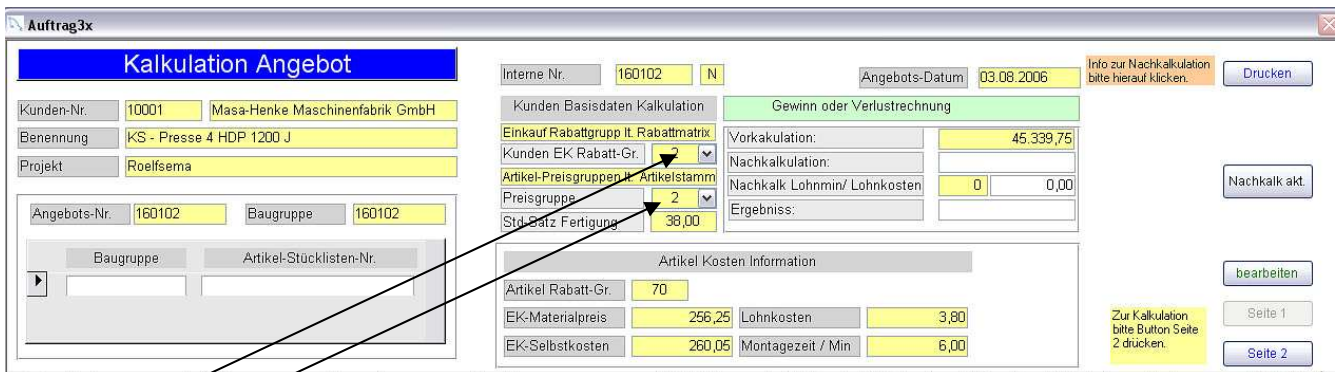 Auftrag3x
Kalkulation Angebot
Kunden-Nr. 10001 Masa-Henke Maschinenfabrik GmbH
Benennung KS - Presse 4 HDP 1200 J
Projekt Roelfsema
Angebots-Nr. 160102 Baugruppe 160102
Baugruppe Artikel-Stücklisten-Nr.
Interne Nr. 160102 N
Angebots-Datum 03.08.2006
Kunden Basisdaten Kalkulation
Einkauf Rabattgrupp lt. Rabattmatrix
Kunden EK Rabatt-Gr. 2
Artikel-Preisgruppen lt. Artikelstamm
Preisgruppe 2
Std-Satz Fertigung 38,00
Gewinn oder Verlustrechnung
Vorkakulation: 45.339,75
Nachkalkulation:
Nachkalk Lohnmin/ Lohnkosten 0 0,00
Ergebniss:
Artikel Kosten Information
Artikel Rabatt-Gr. 70
EK-Materialpreis 256,25 Lohnkosten 3,80
EK-Selbstkosten 260,05 Montagezeit / Min 6,00
Info zur Nachkalkulation
bitte hierauf klicken.
Drucken
Nachkalk akt.
bearbeiten
Zur Kalkulation
bitte Button Seite
2 drücken.
Seite 1
Seite 2